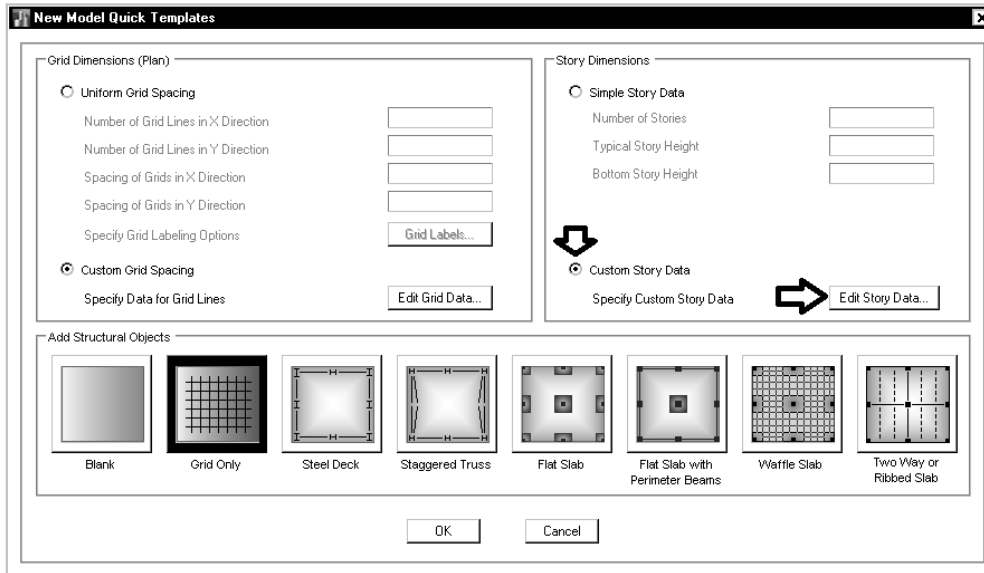 New Model Quick Templates
Grid Dimensions (Plan)
Uniform Grid Spacing
Number of Grid Lines in X Direction
Number of Grid Lines in Y Direction
Spacing of Grids in X Direction
Spacing of Grids in Y Direction
Specify Grid Labeling Options
Grid Labels...
Custom Grid Spacing
Specify Data for Grid Lines
Edit Grid Data...
Story Dimensions
Simple Story Data
Number of Stories
Typical Story Height
Bottom Story Height
Custom Story Data
Specify Custom Story Data
Edit Story Data...
Add Structural Objects
Blank
Grid Only
Steel Deck
Staggered Truss
Flat Slab
Flat Slab with
Perimeter Beams
Waffle Slab
Two Way or
Ribbed Slab
OK
Cancel